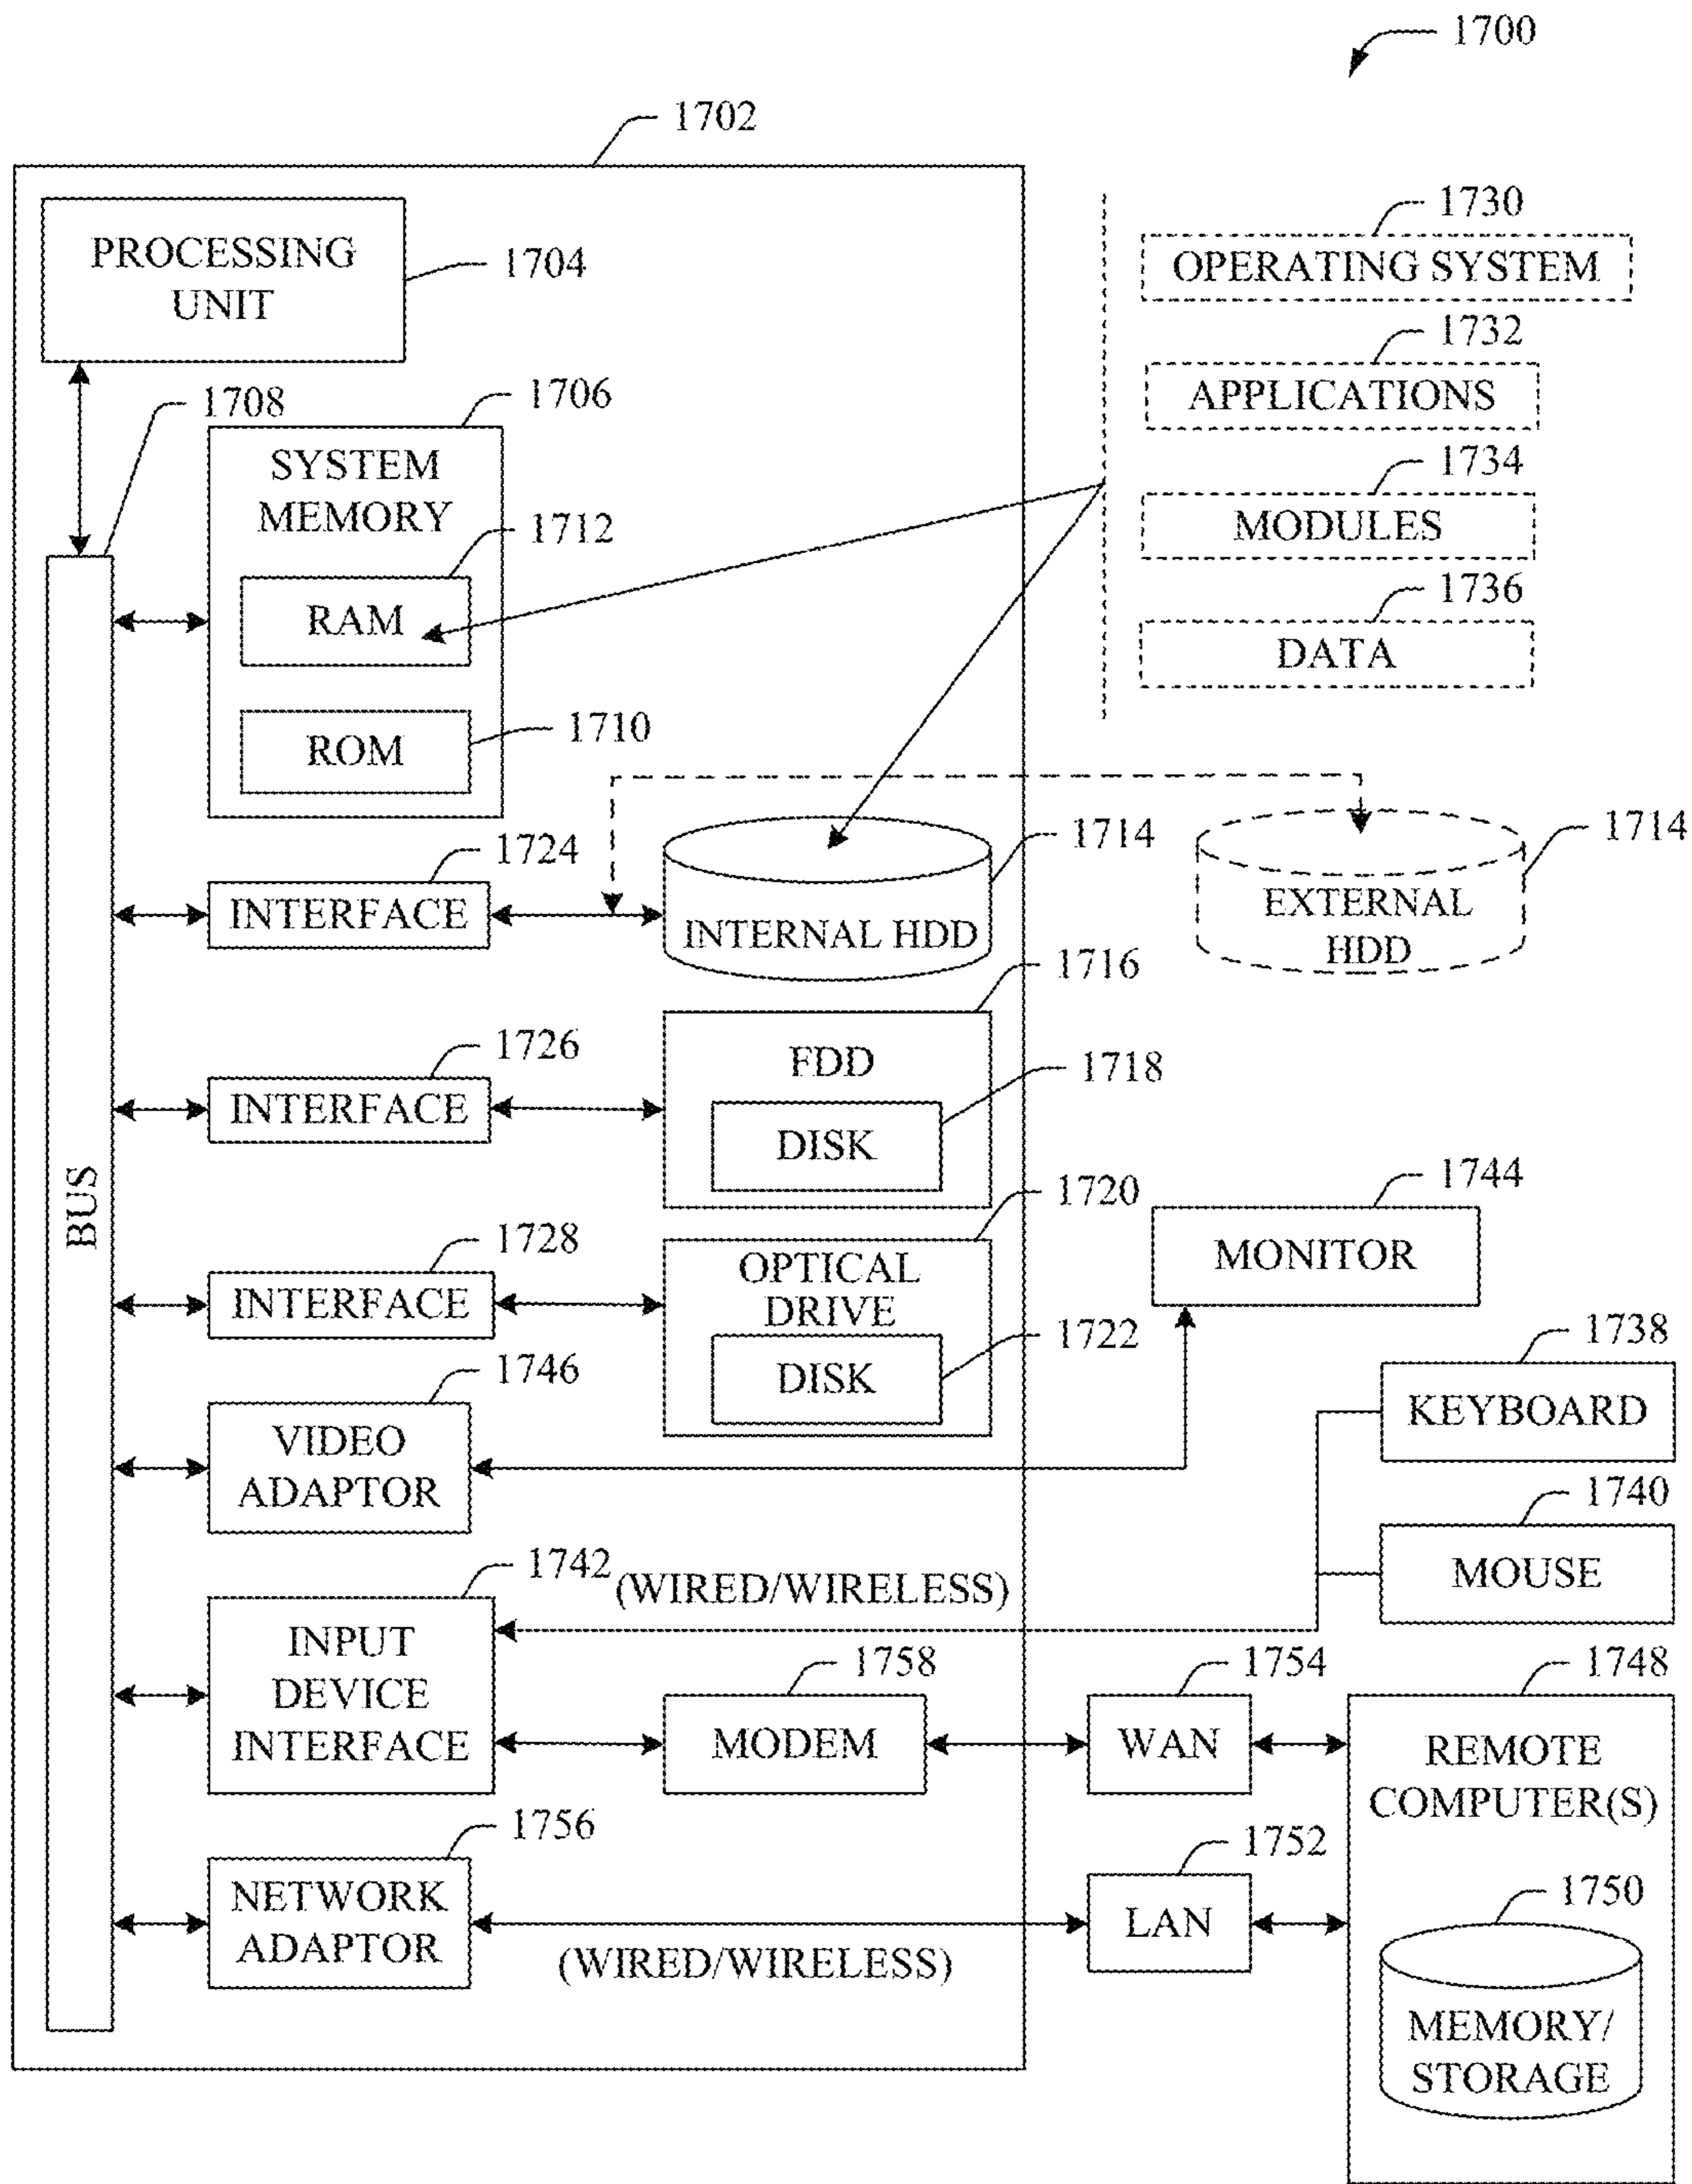 1700
1702
PROCESSING
UNIT
1704
1730
OPERATING SYSTEM
1732
APPLICATIONS
1734
MODULES
1736
DATA
1708
1706
SYSTEM
MEMORY
1712
RAM
1710
ROM
1724
INTERFACE
1714
INTERNAL HDD
1714
EXTERNAL
HDD
1716
FDD
1718
DISK
1726
INTERFACE
BUS
1728
INTERFACE
1720
OPTICAL
DRIVE
1722
DISK
1744
MONITOR
1746
VIDEO
ADAPTOR
1738
KEYBOARD
1740
MOUSE
1742
(WIRED/WIRELESS)
INPUT
DEVICE
INTERFACE
1758
MODEM
1754
WAN
1748
REMOTE
COMPUTER(S)
1756
NETWORK
ADAPTOR
(WIRED/WIRELESS)
1752
LAN
1750
MEMORY/
STORAGE